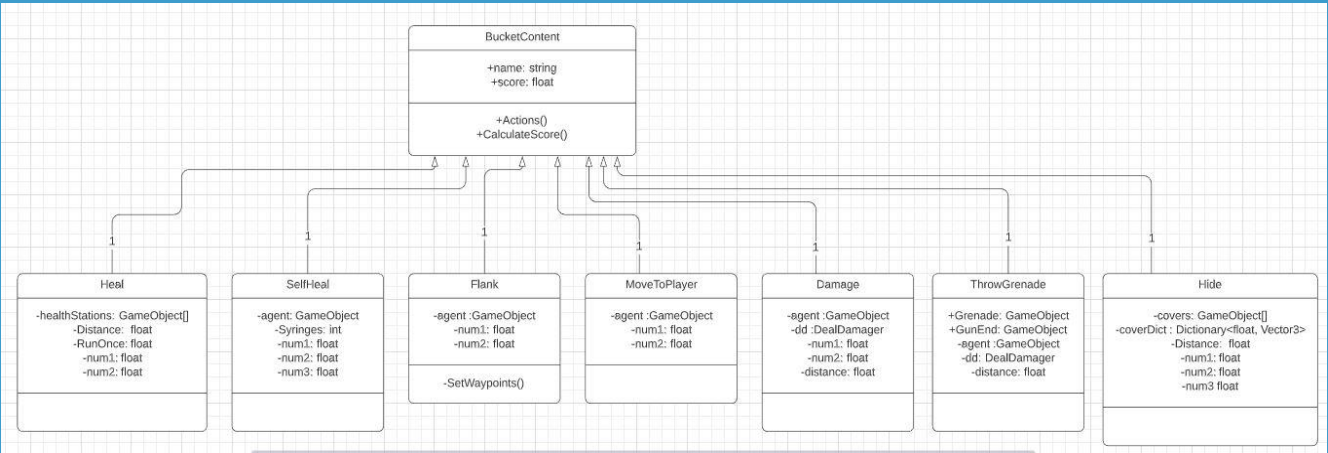 BucketContent
+name: string
+score: float
+Actions()
+CalculateScore()
1
1
1
1
1
1
1
Heal
-healthStations: GameObject[]
-Distance: float
-RunOnce: float
-num1: float
-num2: float
SelfHeal
-agent: GameObject
-Syringes: int
-num1: float
-num2: float
-num3: float
Flank
-agent :GameObject
-num1: float
-num2: float
-SetWaypoints()
MoveToPlayer
-agent :GameObject
-num1: float
-num2: float
Damage
-agent :GameObject
-dd :DealDamager
-num1: float
-num2: float
-distance: float
ThrowGrenade
+Grenade: GameObject
+GunEnd: GameObject
-agent :GameObject
-dd: DealDamager
-distance: float
Hide
-covers: GameObject[]
-coverDict : Dictionary<float, Vector3>
-Distance: float
-num1: float
-num2: float
-num3 float